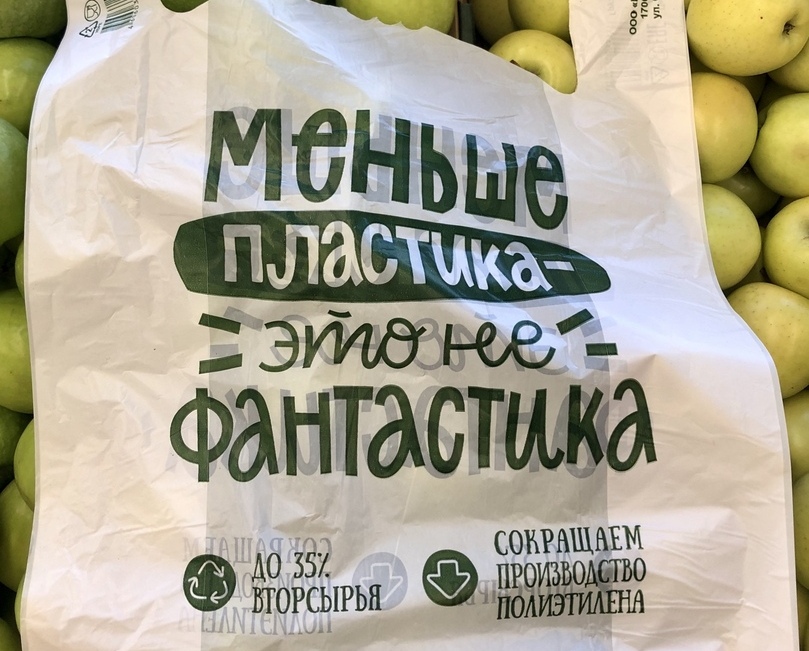 Меньше
пластика-
это не
фантастика
ДО 35%
ВТОРСЫРЬЯ
СОКРАЩАЕМ
ПРОИЗВОДСТВО
ПОЛИЭТИЛЕНА